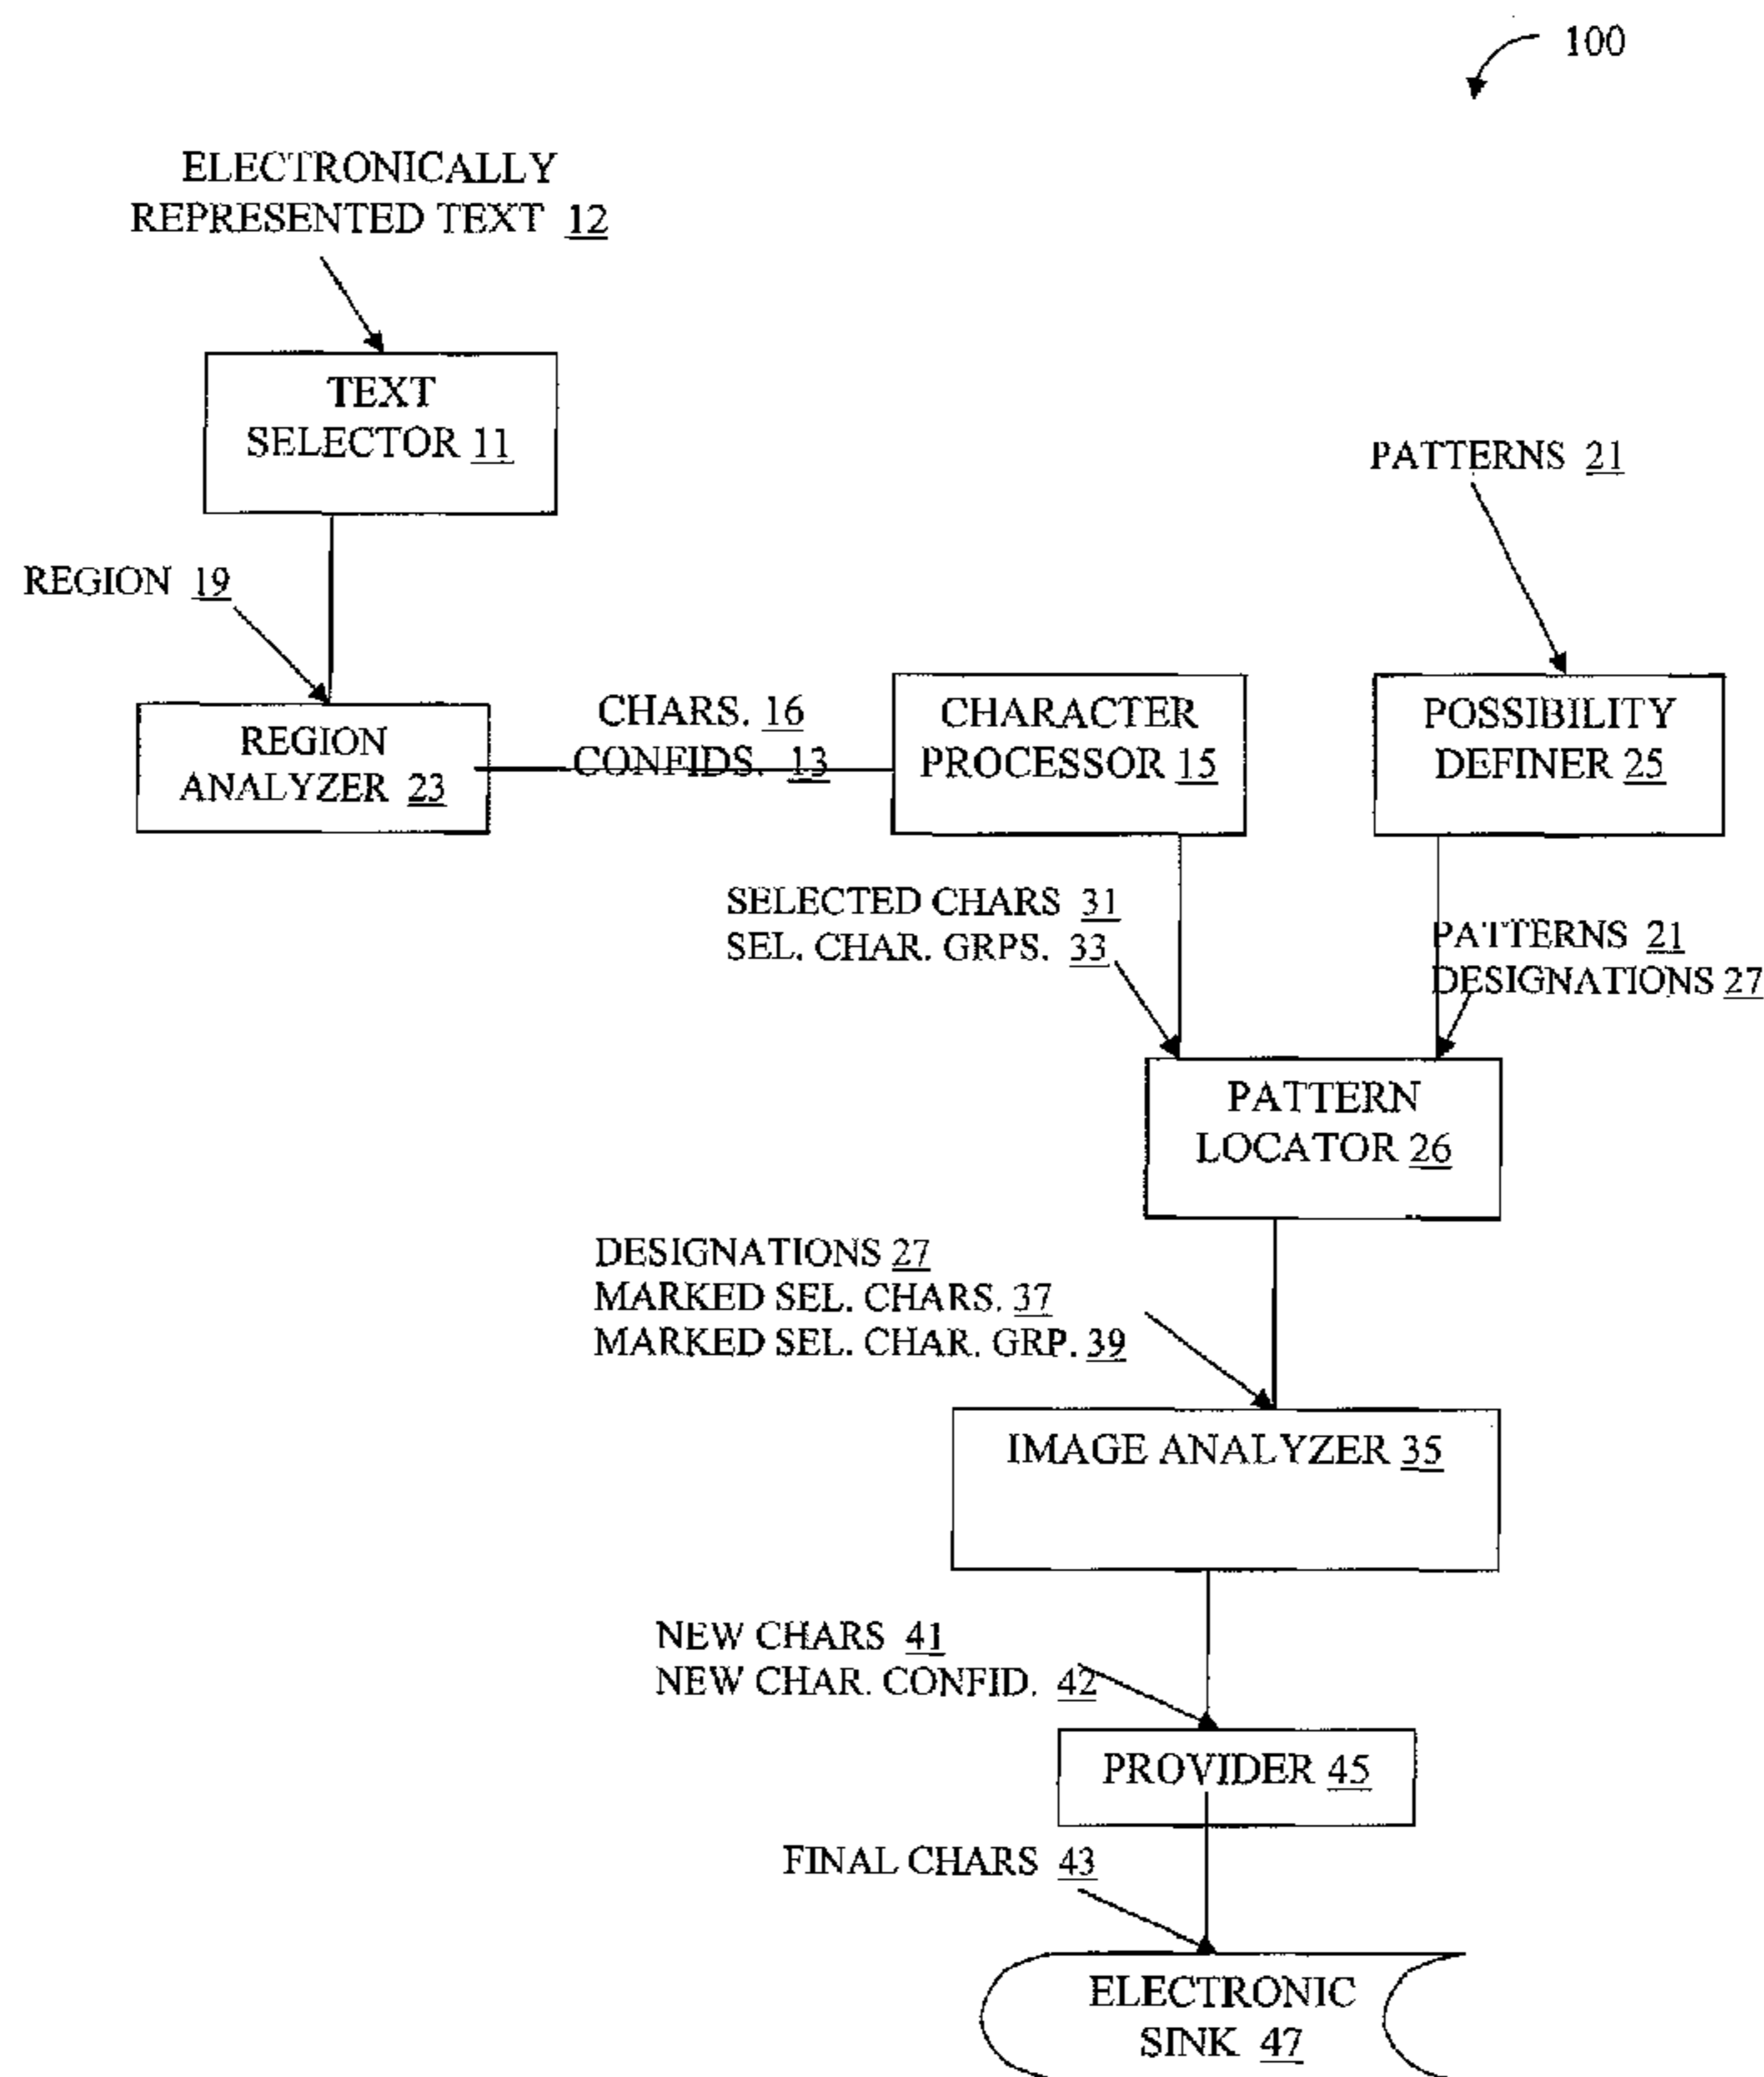 100
ELECTRONICALLY
REPRESENTED TEXT 12
TEXT
SELECTOR 11
PATTERNS 21
REGION 19
REGION
ANALYZER 23
CHARS. 16
CONFIDS. 13
CHARACTER
PROCESSOR 15
POSSIBILITY
DEFINER 25
SELECTED CHARS 31
SEL. CHAR. GRPS. 33
PATTERNS 21
DESIGNATIONS 27
PATTERN
LOCATOR 26
DESIGNATIONS 27
MARKED SEL. CHARS. 37
MARKED SEL. CHAR. GRP. 39
IMAGE ANALYZER 35
NEW CHARS 41
NEW CHAR. CONFID. 42
PROVIDER 45
FINAL CHARS 43
ELECTRONIC
SINK 47